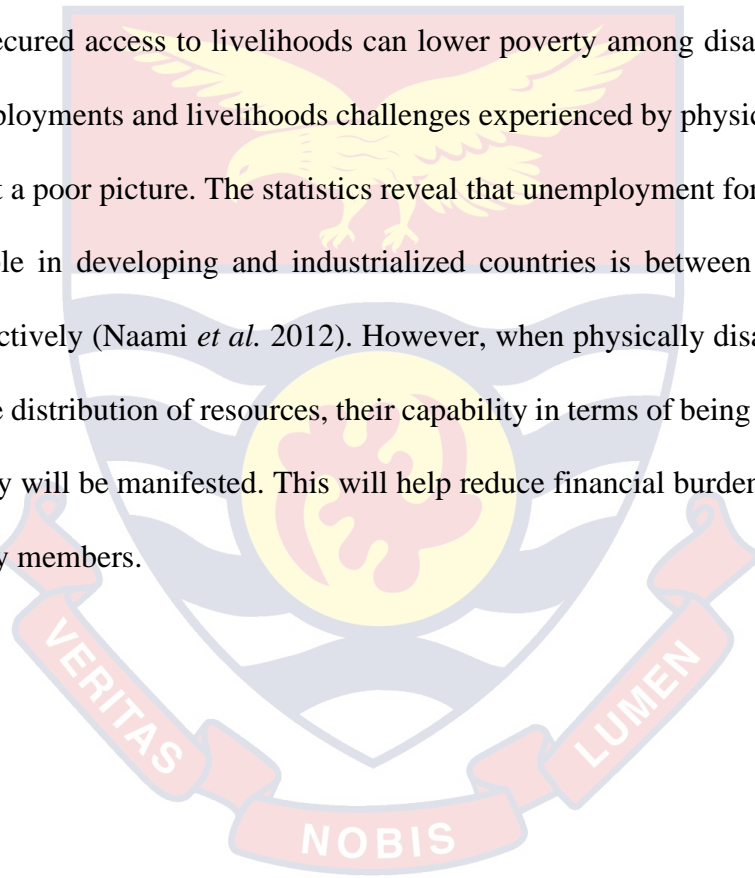 ecured access to livelihoods can lower poverty among disa
ployments and livelihoods challenges experienced by physic
t a poor picture. The statistics reveal that unemployment for
ple in developing and industrialized countries is between
ctively (Naami et al. 2012). However, when physically disa
e distribution of resources, their capability in terms of being
y will be manifested. This will help reduce financial burden
y members.
VERITAS
NOBIS
LUMEN